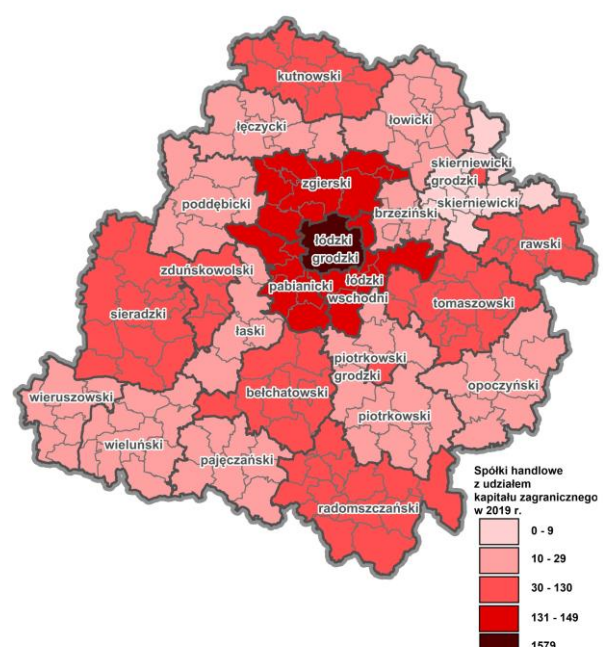 kutnowski
łęczycki
łowicki
skierniewicki
grodzki
zgierski
poddębicki
brzeziński
skierniewicki
łódzki
grodzki
rawski
zduńskowolski
pabianicki
łódzki
wschodni
sieradzki
tomaszowski
łaski
piotrkowski
grodzki
wieruszowski
bełchatowski
opoczyński
piotrkowski
wieluński
pajęczański
radomszczański
Spółki handlowe
z udziałem
kapitału zagranicznego
w 2019 r.
0 - 9
10 - 29
30 - 130
131 - 149
1579